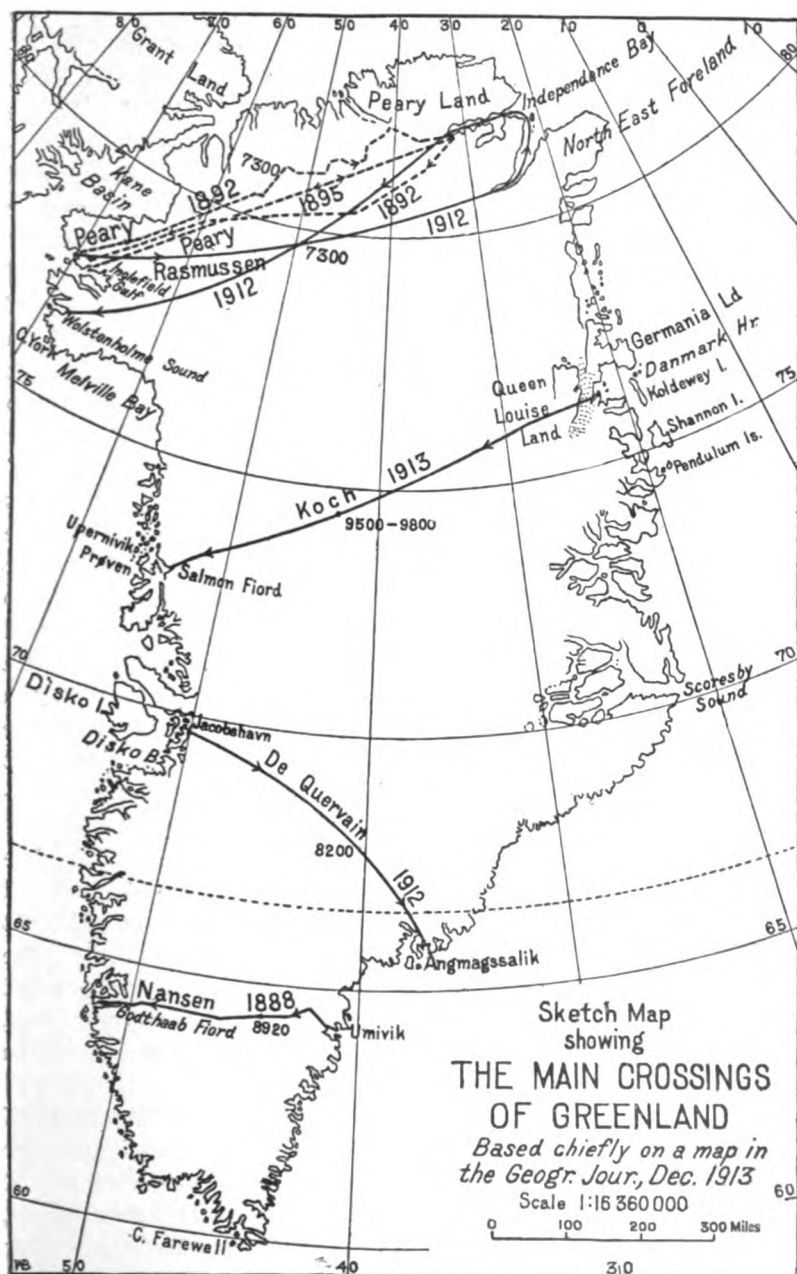 80
80
70
60
50
40
30
20
10
0
10
80
Grant Land
Peary Land
Independance Bay
North East Foreland
Kane
Basin
7300
1892
1895
1892
1912
Peary
Peary
Rasmussen
7300
Inglefield
Gulf
1912
Wolstenholme Sound
C. York
Melville Bay
75
Germania Ld
Danmark Hr.
Koldewey I.
75
Queen
Louise
Land
Shannon I.
Pendulum Is.
1913
Koch
9500–9800
Upernivik
Prøven
Salmon Fiord
70
70
Disko I.
Scoresby
Sound
Jacobshavn
Disko B.
De Quervain
8200
1912
65
65
Angmagssalik
Nansen 1888
Godthaab Fiord
8920
Umivik
Sketch Map
showing
THE MAIN CROSSINGS
OF GREENLAND
Based chiefly on a map in
the Geogr. Jour., Dec. 1913
Scale 1:15 360 000
0 100 200 300 Miles
60
60
C. Farewell
50
40
30